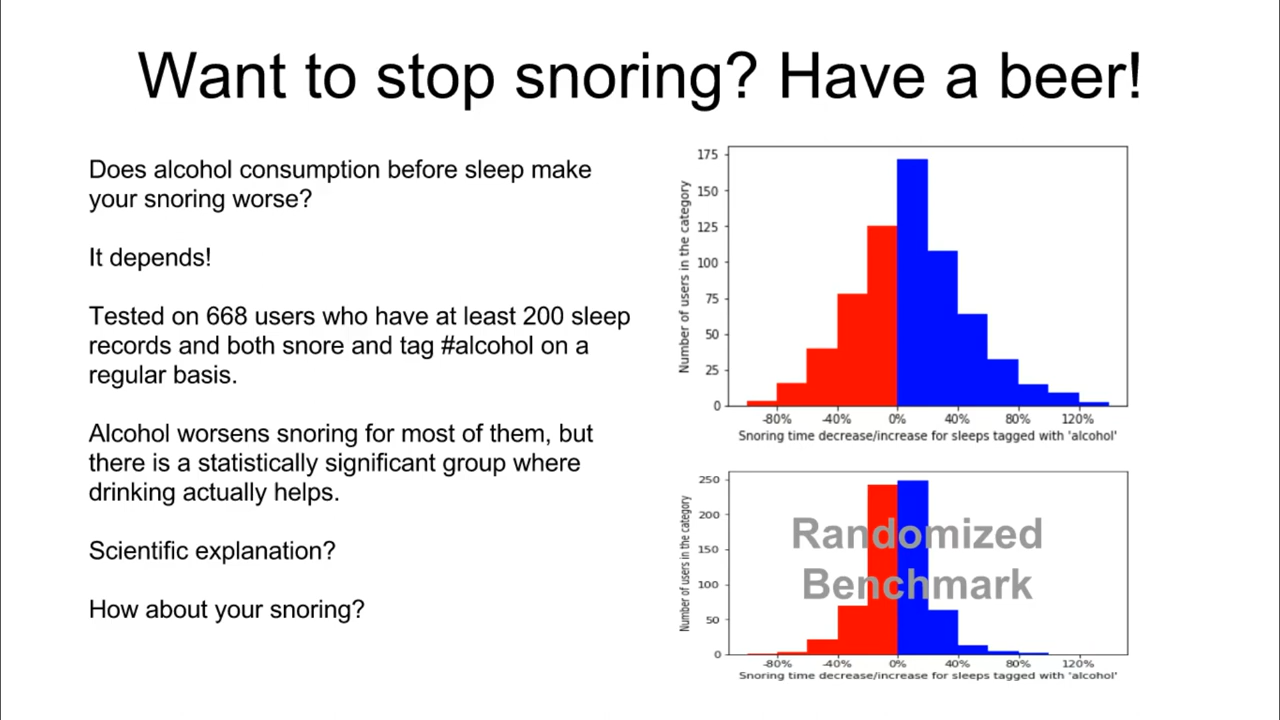 Want to stop snoring? Have a beer!
Does alcohol consumption before sleep make
your snoring worse?
It depends!
Tested on 668 users who have at least 200 sleep
records and both snore and tag #alcohol on a
regular basis.
Alcohol worsens snoring for most of them, but
there is a statistically significant group where
drinking actually helps.
Scientific explanation?
How about your snoring?
Number of users in the category
175
150
125
100
75
50
25
0
-80% -40% 0% 40% 80% 120%
Snoring time decrease/increase for sleeps tagged with 'alcohol'
Number of users in the category
250
200
150
100
50
0
Randomized
Benchmark
-80% -40% 0% 40% 80% 120%
Snoring time decrease/increase for sleeps tagged with 'alcohol'